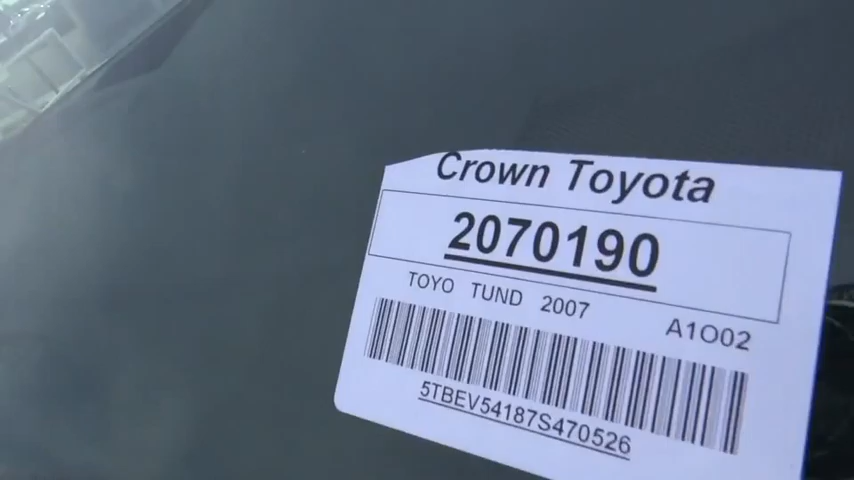 Crown Toyota
2070190
TOYO TUND 2007
A1O02
5TBEV54187S470526